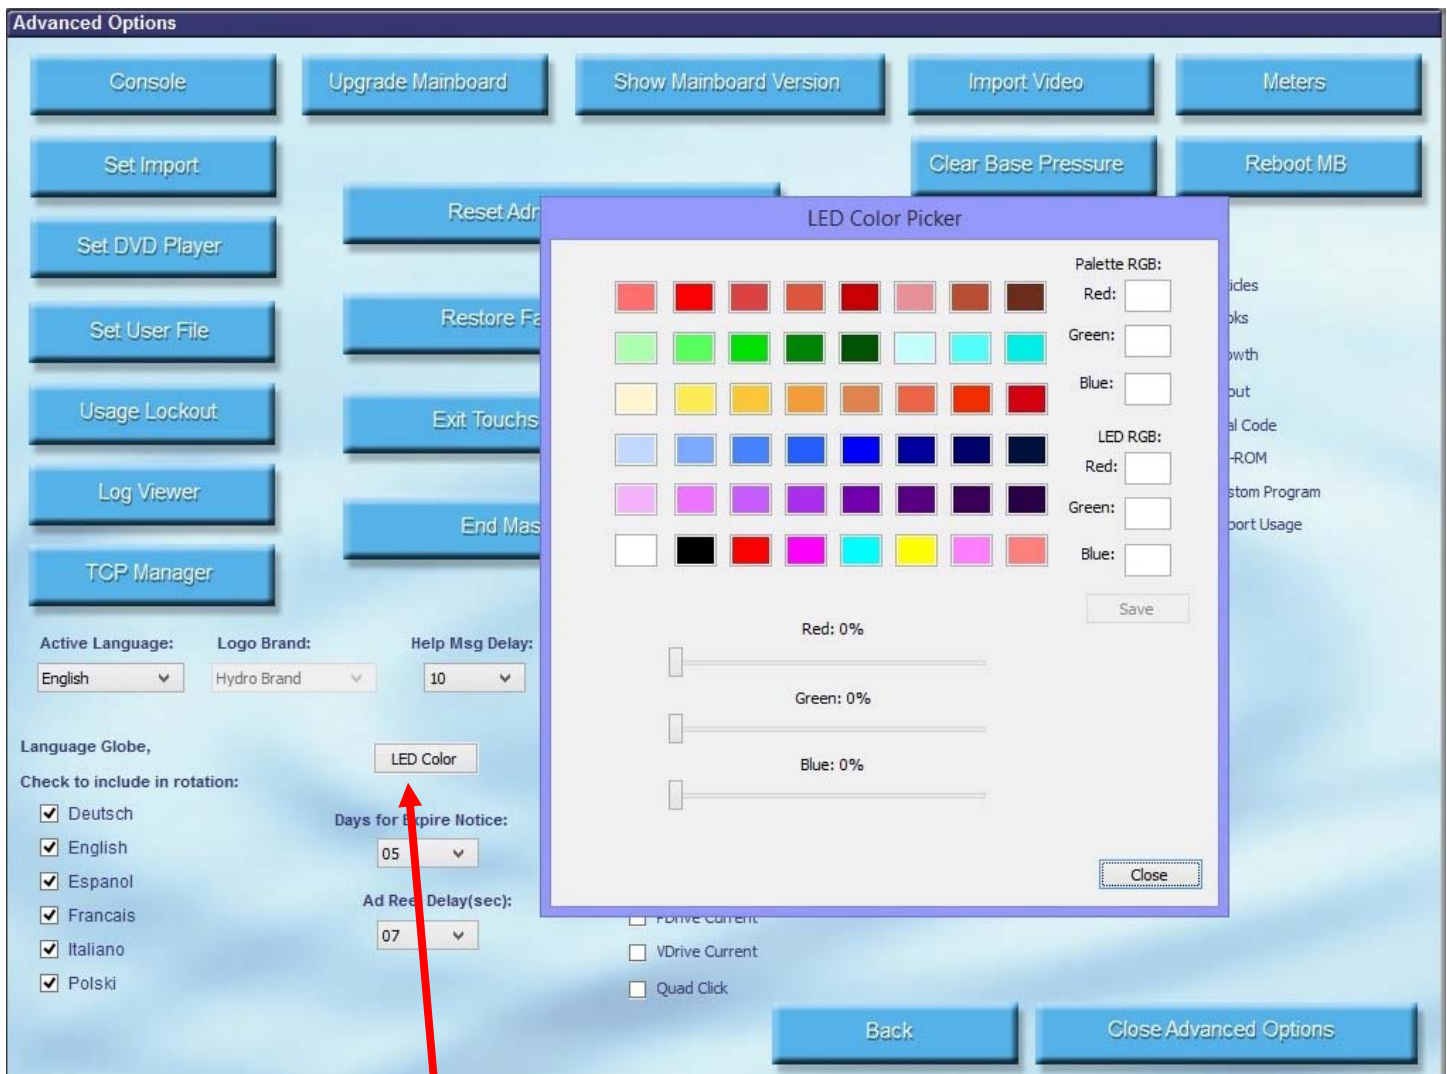 Advanced Options
Console
Upgrade Mainboard
Show Mainboard Version
Import Video
Meters
Set Import
Clear Base Pressure
Reboot MB
Set DVD Player
Reset Adr
Set User File
Restore Fa
Usage Lockout
Exit Touchs
Log Viewer
End Mas
TCP Manager
LED Color Picker
Palette RGB:
Red:
Green:
Blue:
LED RGB:
Red:
Green:
Blue:
Save
Red: 0%
Green: 0%
Blue: 0%
Close
icles
oks
owth
out
al Code
-ROM
stom Program
port Usage
Active Language:
Logo Brand:
Help Msg Delay:
English
Hydro Brand
10
Language Globe,
Check to include in rotation:
Deutsch
English
Espanol
Francais
Italiano
Polski
LED Color
Days for Expire Notice:
05
Ad Reel Delay(sec):
07
PDrive Current
VDrive Current
Quad Click
Back
Close Advanced Options